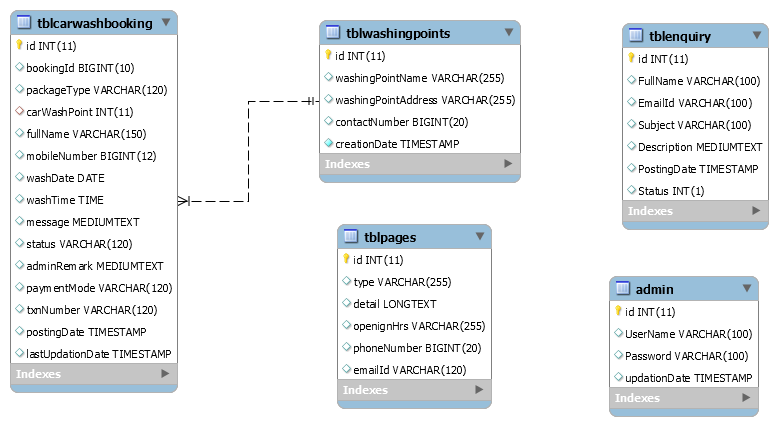 tblcarwashbooking
id INT(11)
bookingId BIGINT(10)
packageType VARCHAR(120)
carWashPoint INT(11)
fullName VARCHAR(150)
mobileNumber BIGINT(12)
washDate DATE
washTime TIME
message MEDIUMTEXT
status VARCHAR(120)
adminRemark MEDIUMTEXT
paymentMode VARCHAR(120)
txnNumber VARCHAR(120)
postingDate TIMESTAMP
lastUpdationDate TIMESTAMP
Indexes
tblwashingpoints
id INT(11)
washingPointName VARCHAR(255)
washingPointAddress VARCHAR(255)
contactNumber BIGINT(20)
creationDate TIMESTAMP
Indexes
tblpages
id INT(11)
type VARCHAR(255)
detail LONGTEXT
openignHrs VARCHAR(255)
phoneNumber BIGINT(20)
emailId VARCHAR(120)
Indexes
tblenquiry
id INT(11)
FullName VARCHAR(100)
EmailId VARCHAR(100)
Subject VARCHAR(100)
Description MEDIUMTEXT
PostingDate TIMESTAMP
Status INT(1)
Indexes
admin
id INT(11)
UserName VARCHAR(100)
Password VARCHAR(100)
updationDate TIMESTAMP
Indexes